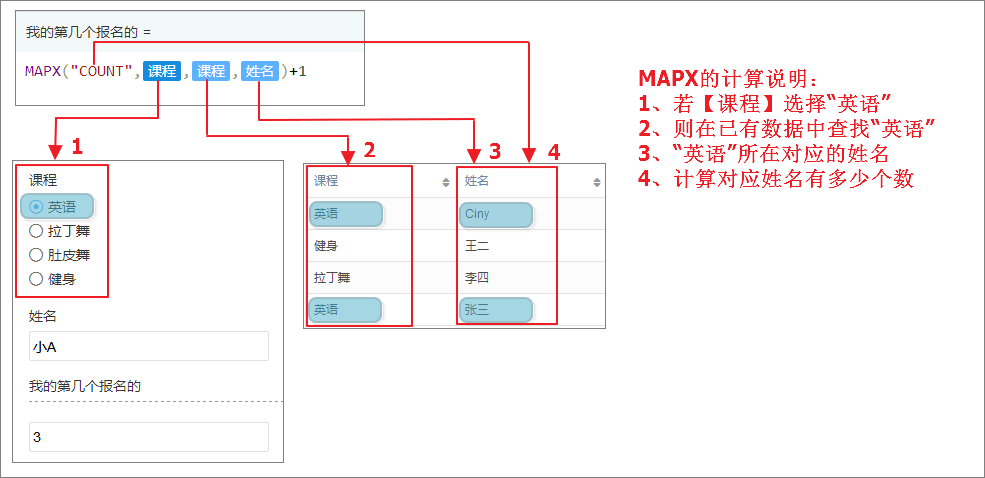 我的第几个报名的 =
MAPX("COUNT",课程,课程,姓名)+1
MAPX的计算说明：
1、若【课程】选择“英语”
2、则在已有数据中查找“英语”
3、“英语”所在对应的姓名
4、计算对应姓名有多少个数
1
2
3
4
课程
英语
拉丁舞
肚皮舞
健身
姓名
小A
我的第几个报名的
3
课程 姓名
英语 Ciny
健身 王二
拉丁舞 李四
英语 张三